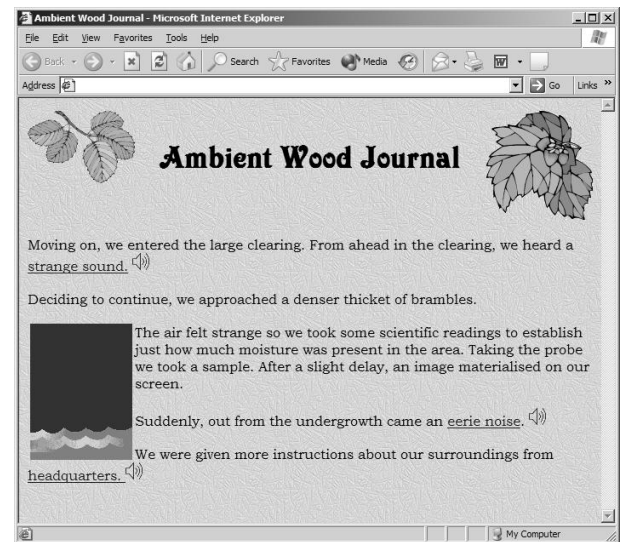 Ambient Wood Journal - Microsoft Internet Explorer
File Edit View Favorites Tools Help
Back Search Favorites Media W
Address Go Links »
Ambient Wood Journal
Moving on, we entered the large clearing. From ahead in the clearing, we heard a
strange sound.
Deciding to continue, we approached a denser thicket of brambles.
The air felt strange so we took some scientific readings to establish
just how much moisture was present in the area. Taking the probe
we took a sample. After a slight delay, an image materialised on our
screen.
Suddenly, out from the undergrowth came an eerie noise.
We were given more instructions about our surroundings from
headquarters.
My Computer